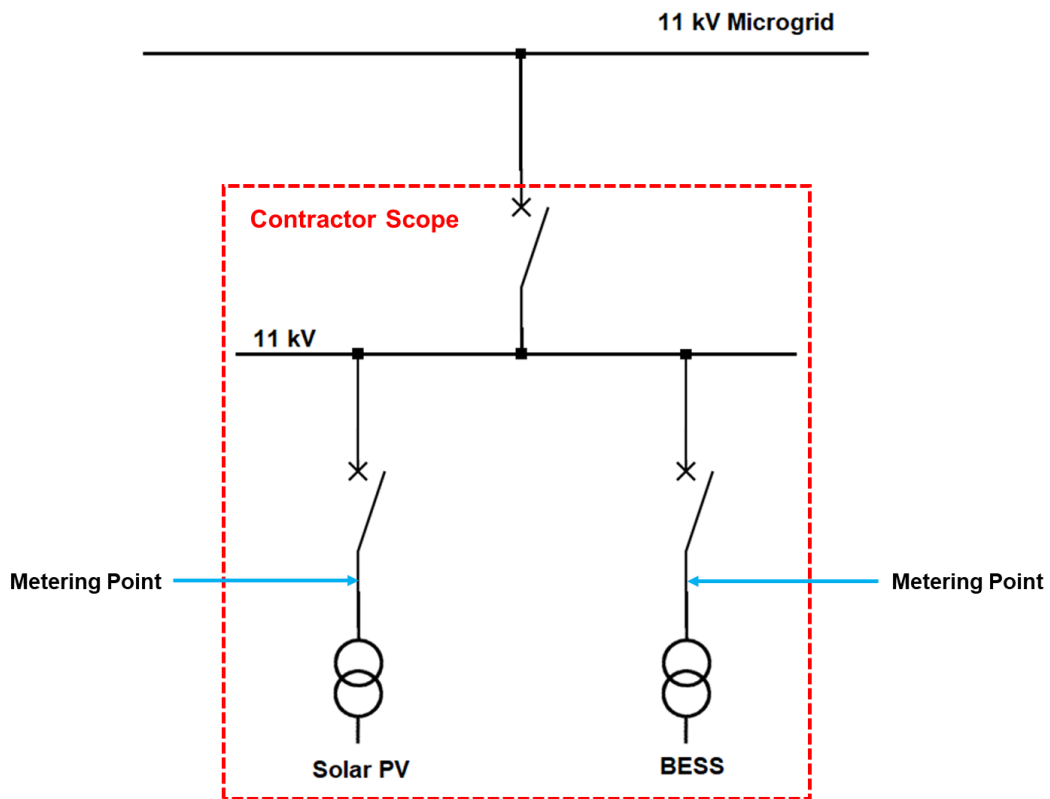 11 kV Microgrid
Contractor Scope
11 kV
Metering Point
Metering Point
Solar PV
BESS